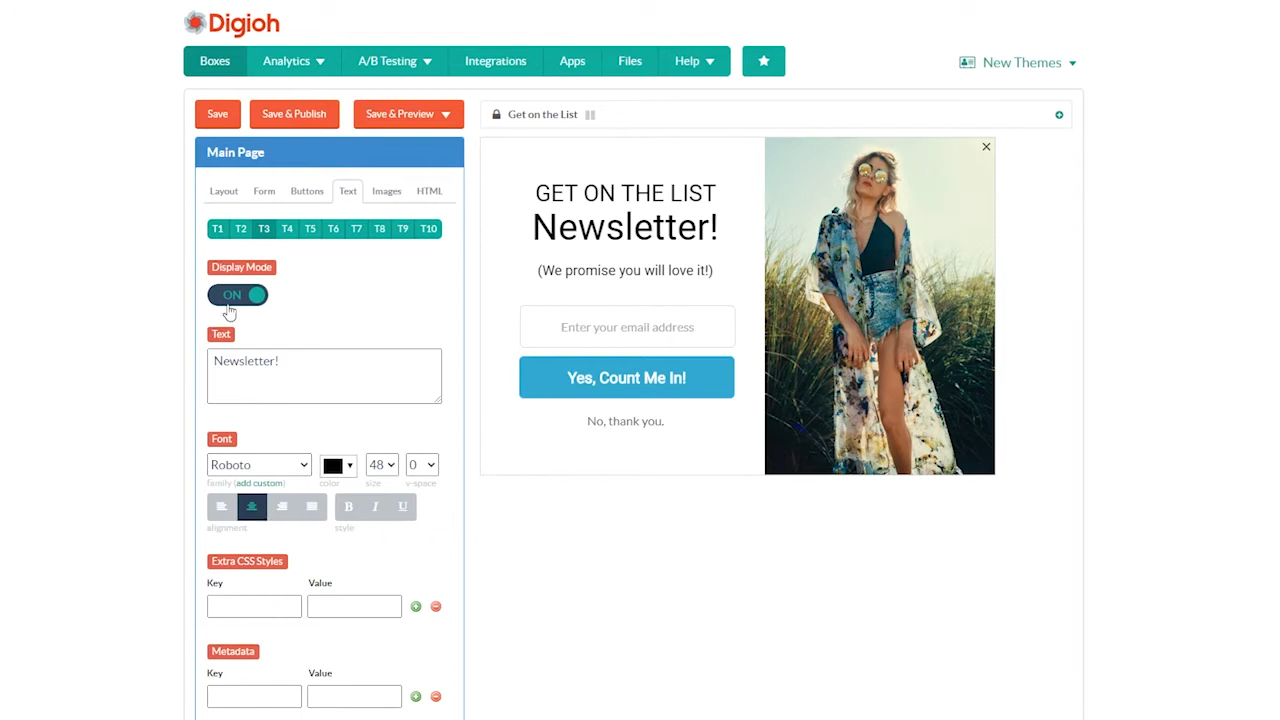 Digioh
Boxes Analytics A/B Testing Integrations Apps Files Help New Themes
Save Save & Publish Save & Preview Get on the List
Main Page
Layout Form Buttons Text Images HTML
T1 T2 T3 T4 T5 T6 T7 T8 T9 T10
Display Mode
ON
Text
Newsletter!
Font
Roboto 48 0
family (add custom) color size v-space
B I U
alignment style
Extra CSS Styles
Key Value
Metadata
Key Value
GET ON THE LIST
Newsletter!
(We promise you will love it!)
Enter your email address
Yes, Count Me In!
No, thank you.